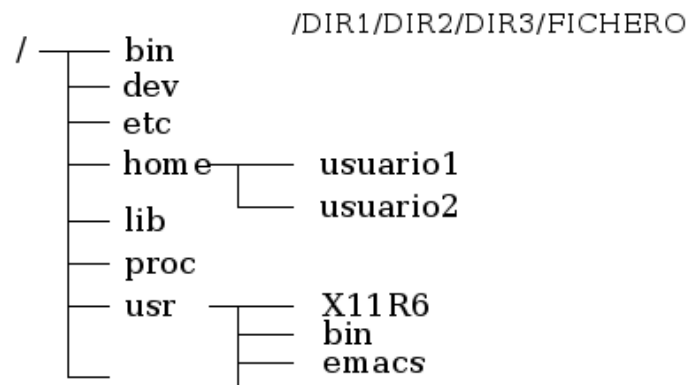 /DIR1/DIR2/DIR3/FICHERO
/ bin
dev
etc
home usuario1
usuario2
lib
proc
usr X11R6
bin
emacs